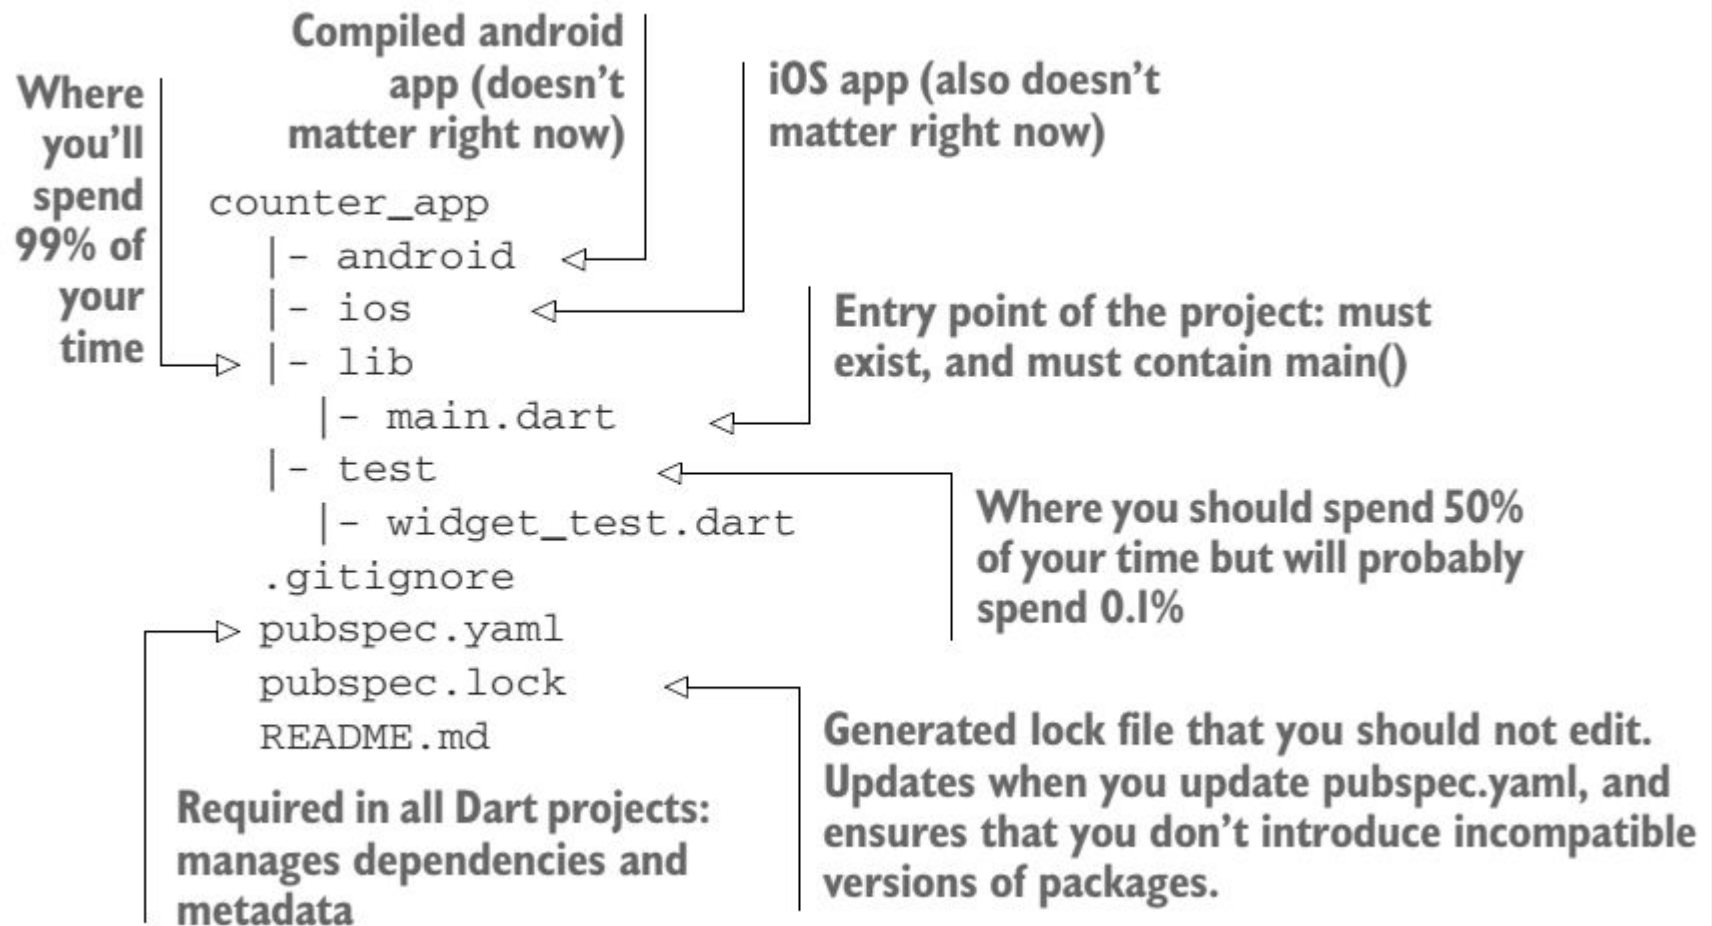 Compiled android
app (doesn't
matter right now)
iOS app (also doesn't
matter right now)
Where
you'll
spend
99% of
your
time
counter_app
|- android
|- ios
|- lib
|- main.dart
|- test
|- widget_test.dart
.gitignore
pubspec.yaml
pubspec.lock
README.md
Entry point of the project: must
exist, and must contain main()
Where you should spend 50%
of your time but will probably
spend 0.1%
Generated lock file that you should not edit.
Updates when you update pubspec.yaml, and
ensures that you don't introduce incompatible
versions of packages.
Required in all Dart projects:
manages dependencies and
metadata